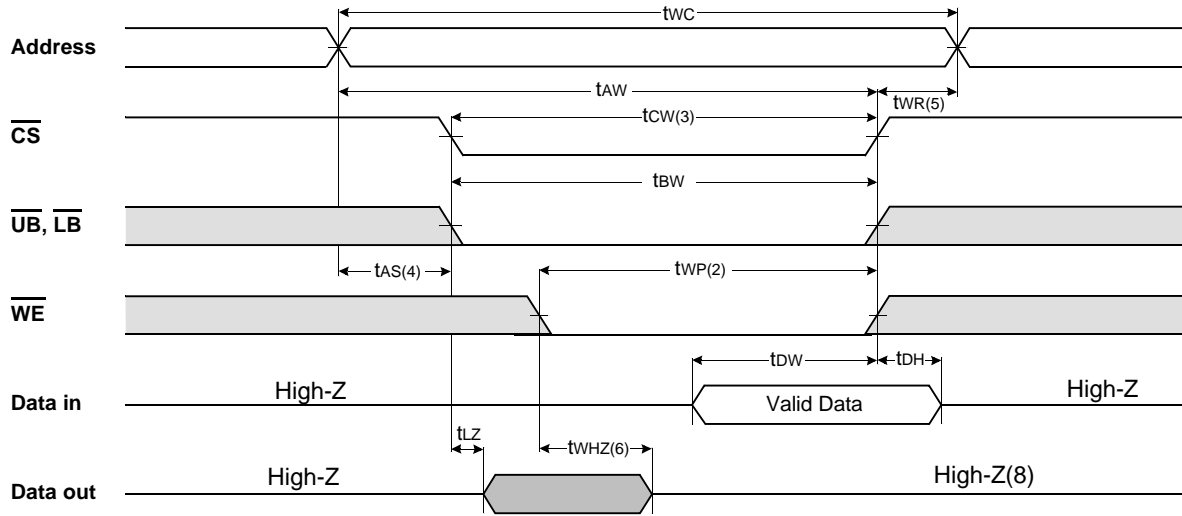 tWC
Address
tAW
tWR(5)
tCW(3)
CS
tBW
UB, LB
tAS(4)
tWP(2)
WE
tDW
tDH
High-Z
Valid Data
High-Z
Data in
tLZ
tWHZ(6)
High-Z
High-Z(8)
Data out